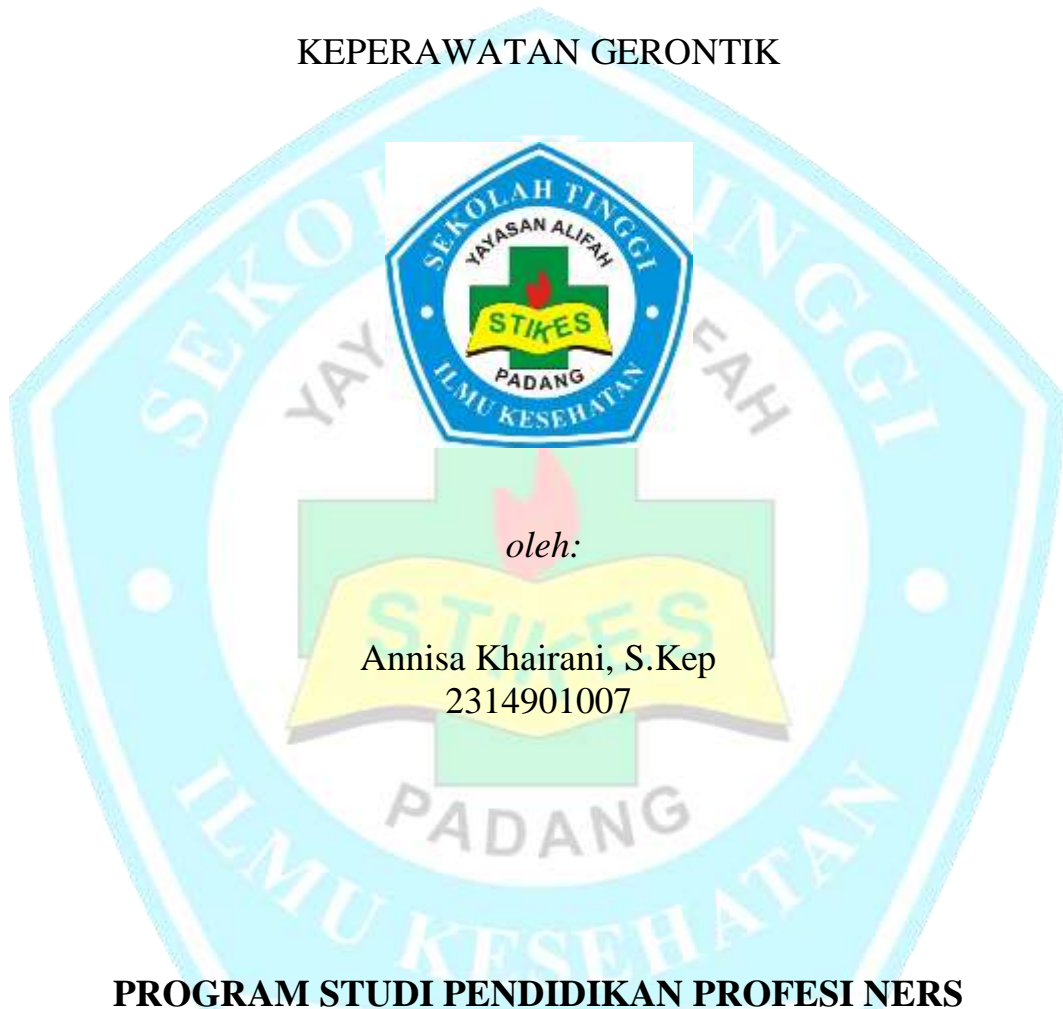 KEPERAWATAN GERONTIK
SEKOLAH TINGGI
YAYASAN ALIFAH
STIKES
PADANG
ILMU KESEHATAN
oleh:
Annisa Khairani, S.Kep
2314901007
PROGRAM STUDI PENDIDIKAN PROFESI NERS